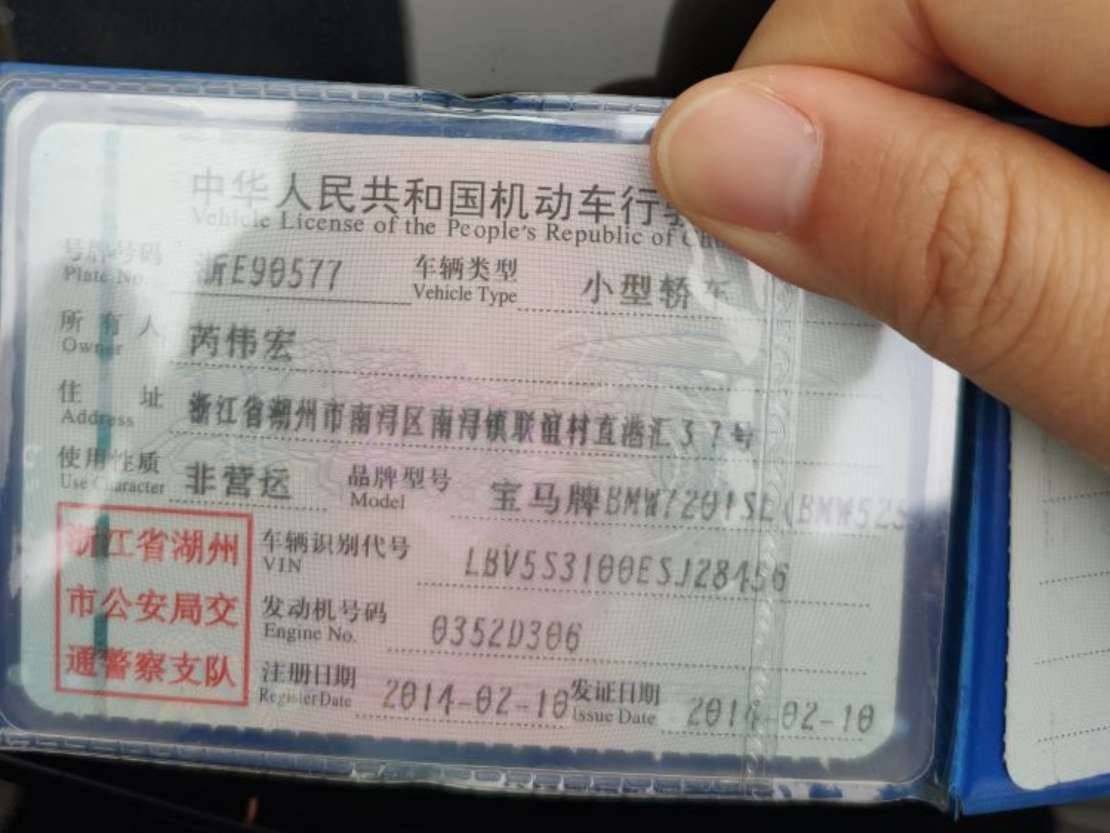 中华人民共和国机动车行
Vehicle License of the People's Republic of
号牌号码 浙E90577 车辆类型 小型轿车
Plate No. Vehicle Type
所有人 芮伟宏
Owner
住址 浙江省湖州市南浔区南浔镇联谊村直港汇37号
Address
使用性质 非营运 品牌型号 宝马牌BMW7201SL(BMW525
Use Character Model
浙江省湖州
市公安局交
通警察支队
车辆识别代号 LBV5S3100ESJ28456
VIN
发动机号码 0352D306
Engine No.
注册日期 2014-02-10 发证日期 2014-02-10
Register Date Issue Date